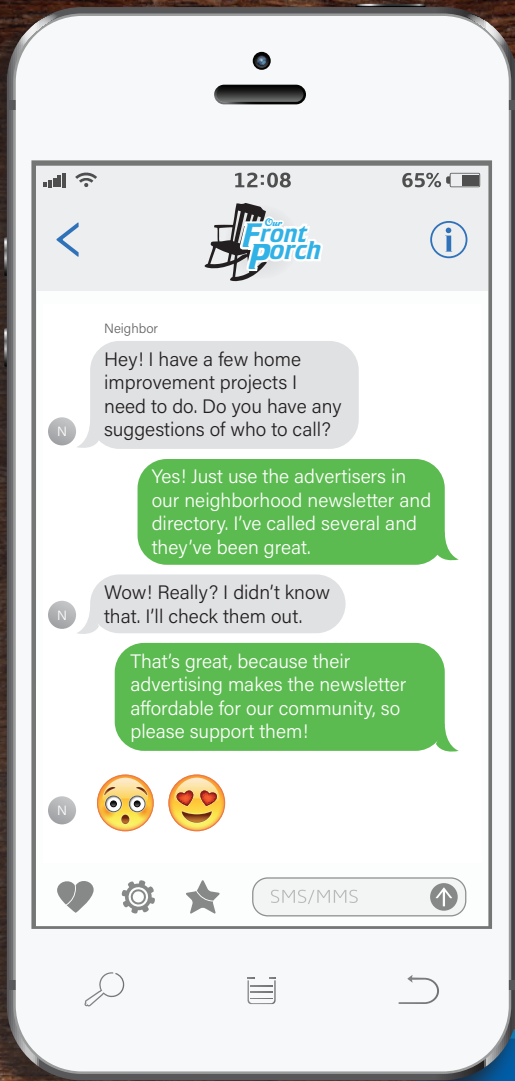 12:08
65%
Our
Front
Porch
i
Neighbor
Hey! I have a few home
improvement projects I
need to do. Do you have any
suggestions of who to call?
N
Yes! Just use the advertisers in
our neighborhood newsletter and
directory. I’ve called several and
they’ve been great.
Wow! Really? I didn’t know
that. I’ll check them out.
N
That’s great, because their
advertising makes the newsletter
affordable for our community, so
please support them!
N
SMS/MMS